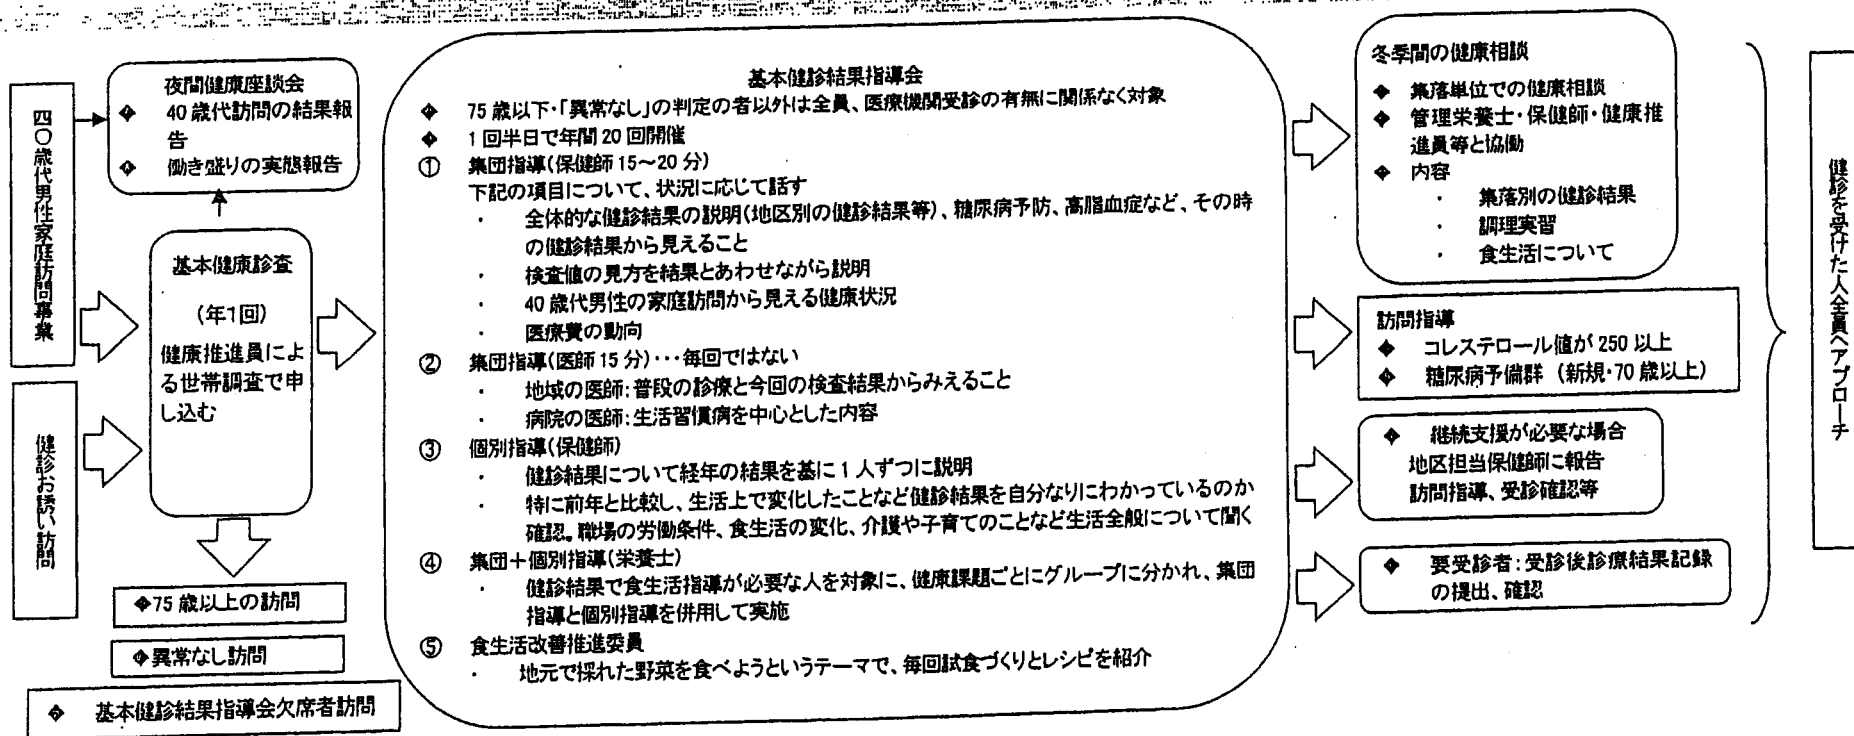 四〇歳代男性家庭訪問事業
健診お誘い訪問
夜間健康座談会
◆ 40歳代訪問の結果報
告
◆ 働き盛りの実態報告
基本健康診査
(年1回)
健康推進員によ
る世帯調査で申
し込む
◆75歳以上の訪問
◆異常なし訪問
◆ 基本健診結果指導会欠席者訪問
基本健診結果指導会
◆ 75歳以下・「異常なし」の判定の者以外は全員、医療機関受診の有無に関係なく対象
◆ 1回半日で年間20回開催
① 集団指導(保健師15～20分)
下記の項目について、状況に応じて話す
・ 全体的な健診結果の説明(地区別の健診結果等)、糖尿病予防、高脂血症など、その時
の健診結果から見えること
・ 検査値の見方を結果とあわせながら説明
・ 40歳代男性の家庭訪問から見える健康状況
・ 医療費の動向
② 集団指導(医師15分)･･･毎回ではない
・ 地域の医師:普段の診療と今回の検査結果からみえること
・ 病院の医師:生活習慣病を中心とした内容
③ 個別指導(保健師)
・ 健診結果について経年の結果を基に1人ずつに説明
・ 特に前年と比較し、生活上で変化したことなど健診結果を自分なりにわかっているのか
確認。職場の労働条件、食生活の変化、介護や子育てのことなど生活全般について聞く
④ 集団＋個別指導(栄養士)
・ 健診結果で食生活指導が必要な人を対象に、健康課題ごとにグループに分かれ、集団
指導と個別指導を併用して実施
⑤ 食生活改善推進委員
・ 地元で採れた野菜を食べようというテーマで、毎回試食づくりとレシピを紹介
冬季間の健康相談
◆ 集落単位での健康相談
◆ 管理栄養士・保健師・健康推
進員等と協働
◆ 内容
・ 集落別の健診結果
・ 調理実習
・ 食生活について
訪問指導
◆ コレステロール値が250以上
◆ 糖尿病予備群 (新規・70歳以上)
◆ 継続支援が必要な場合
地区担当保健師に報告
訪問指導、受診確認等
◆ 要受診者:受診後診療結果記録
の提出、確認
健診を受けた人全員へアプローチ